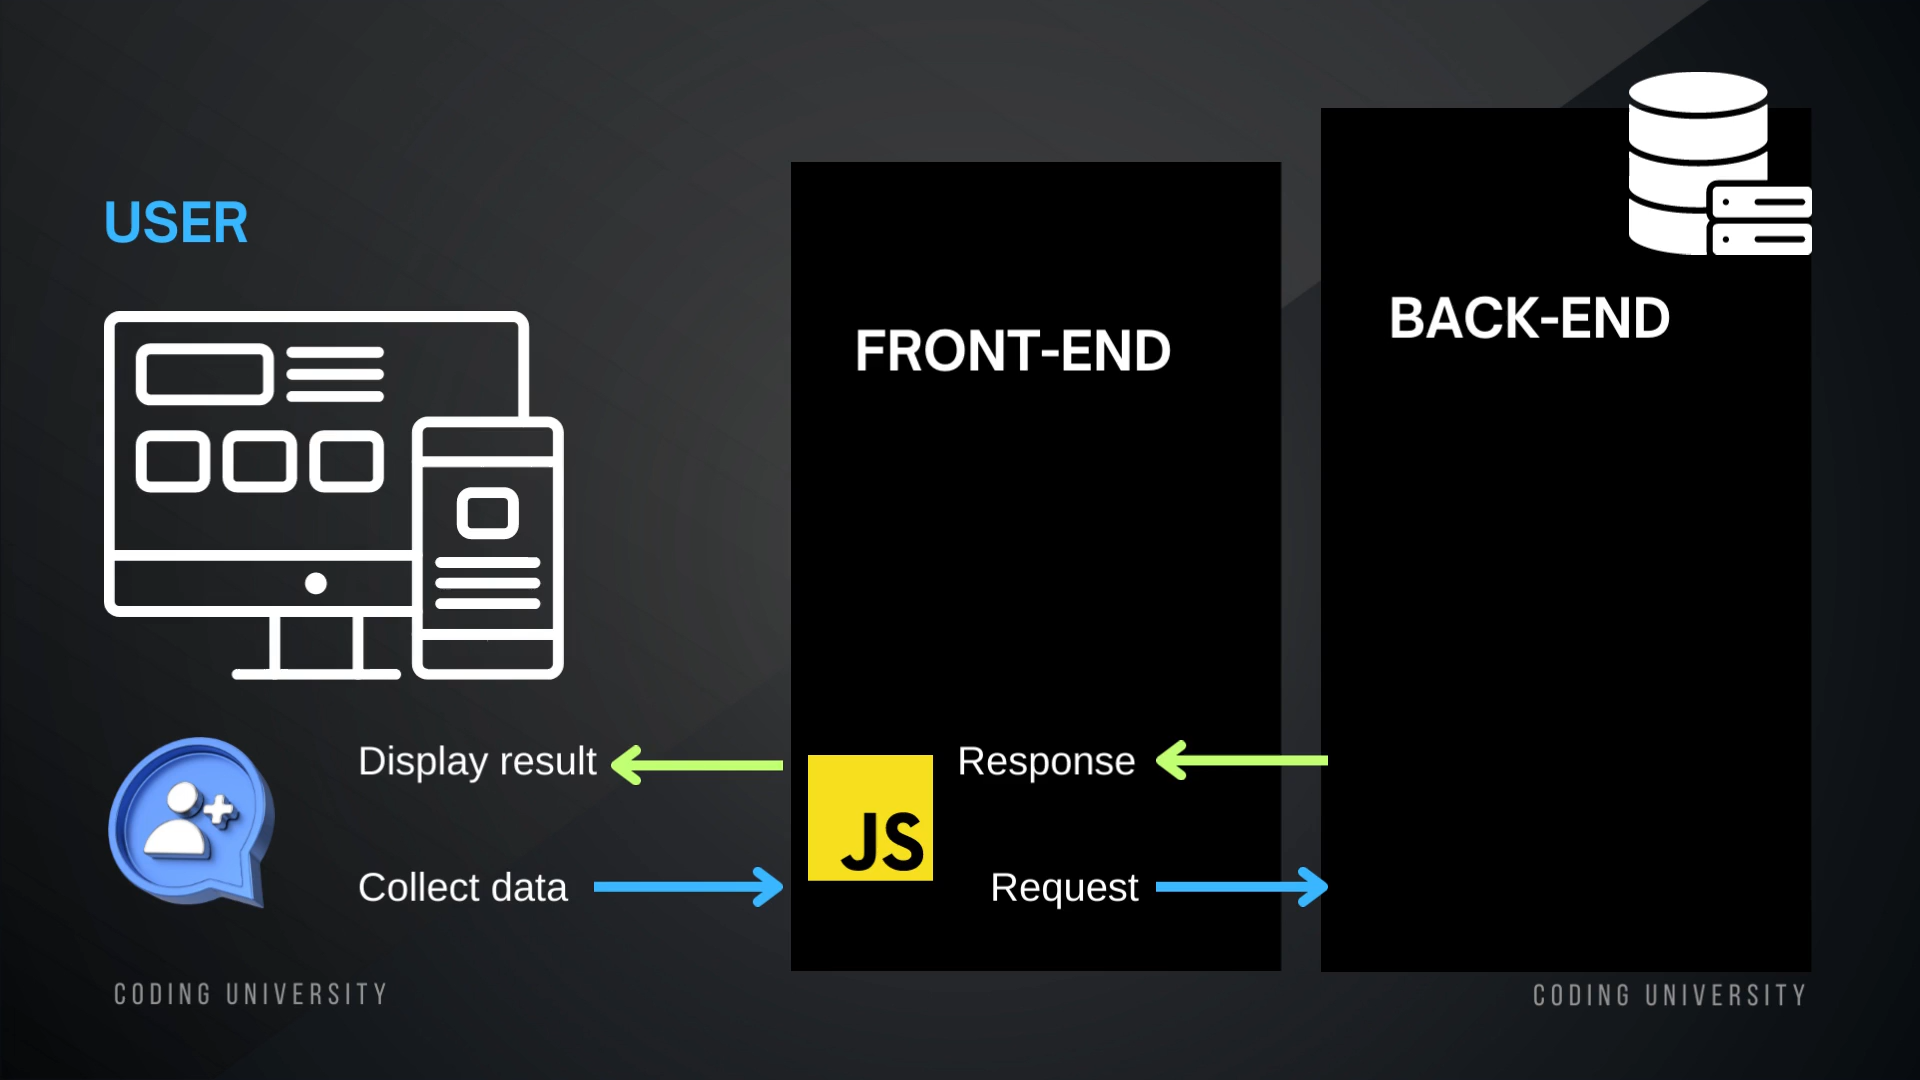 USER
FRONT-END
BACK-END
Display result
Response
JS
Collect data
Request
CODING UNIVERSITY
CODING UNIVERSITY